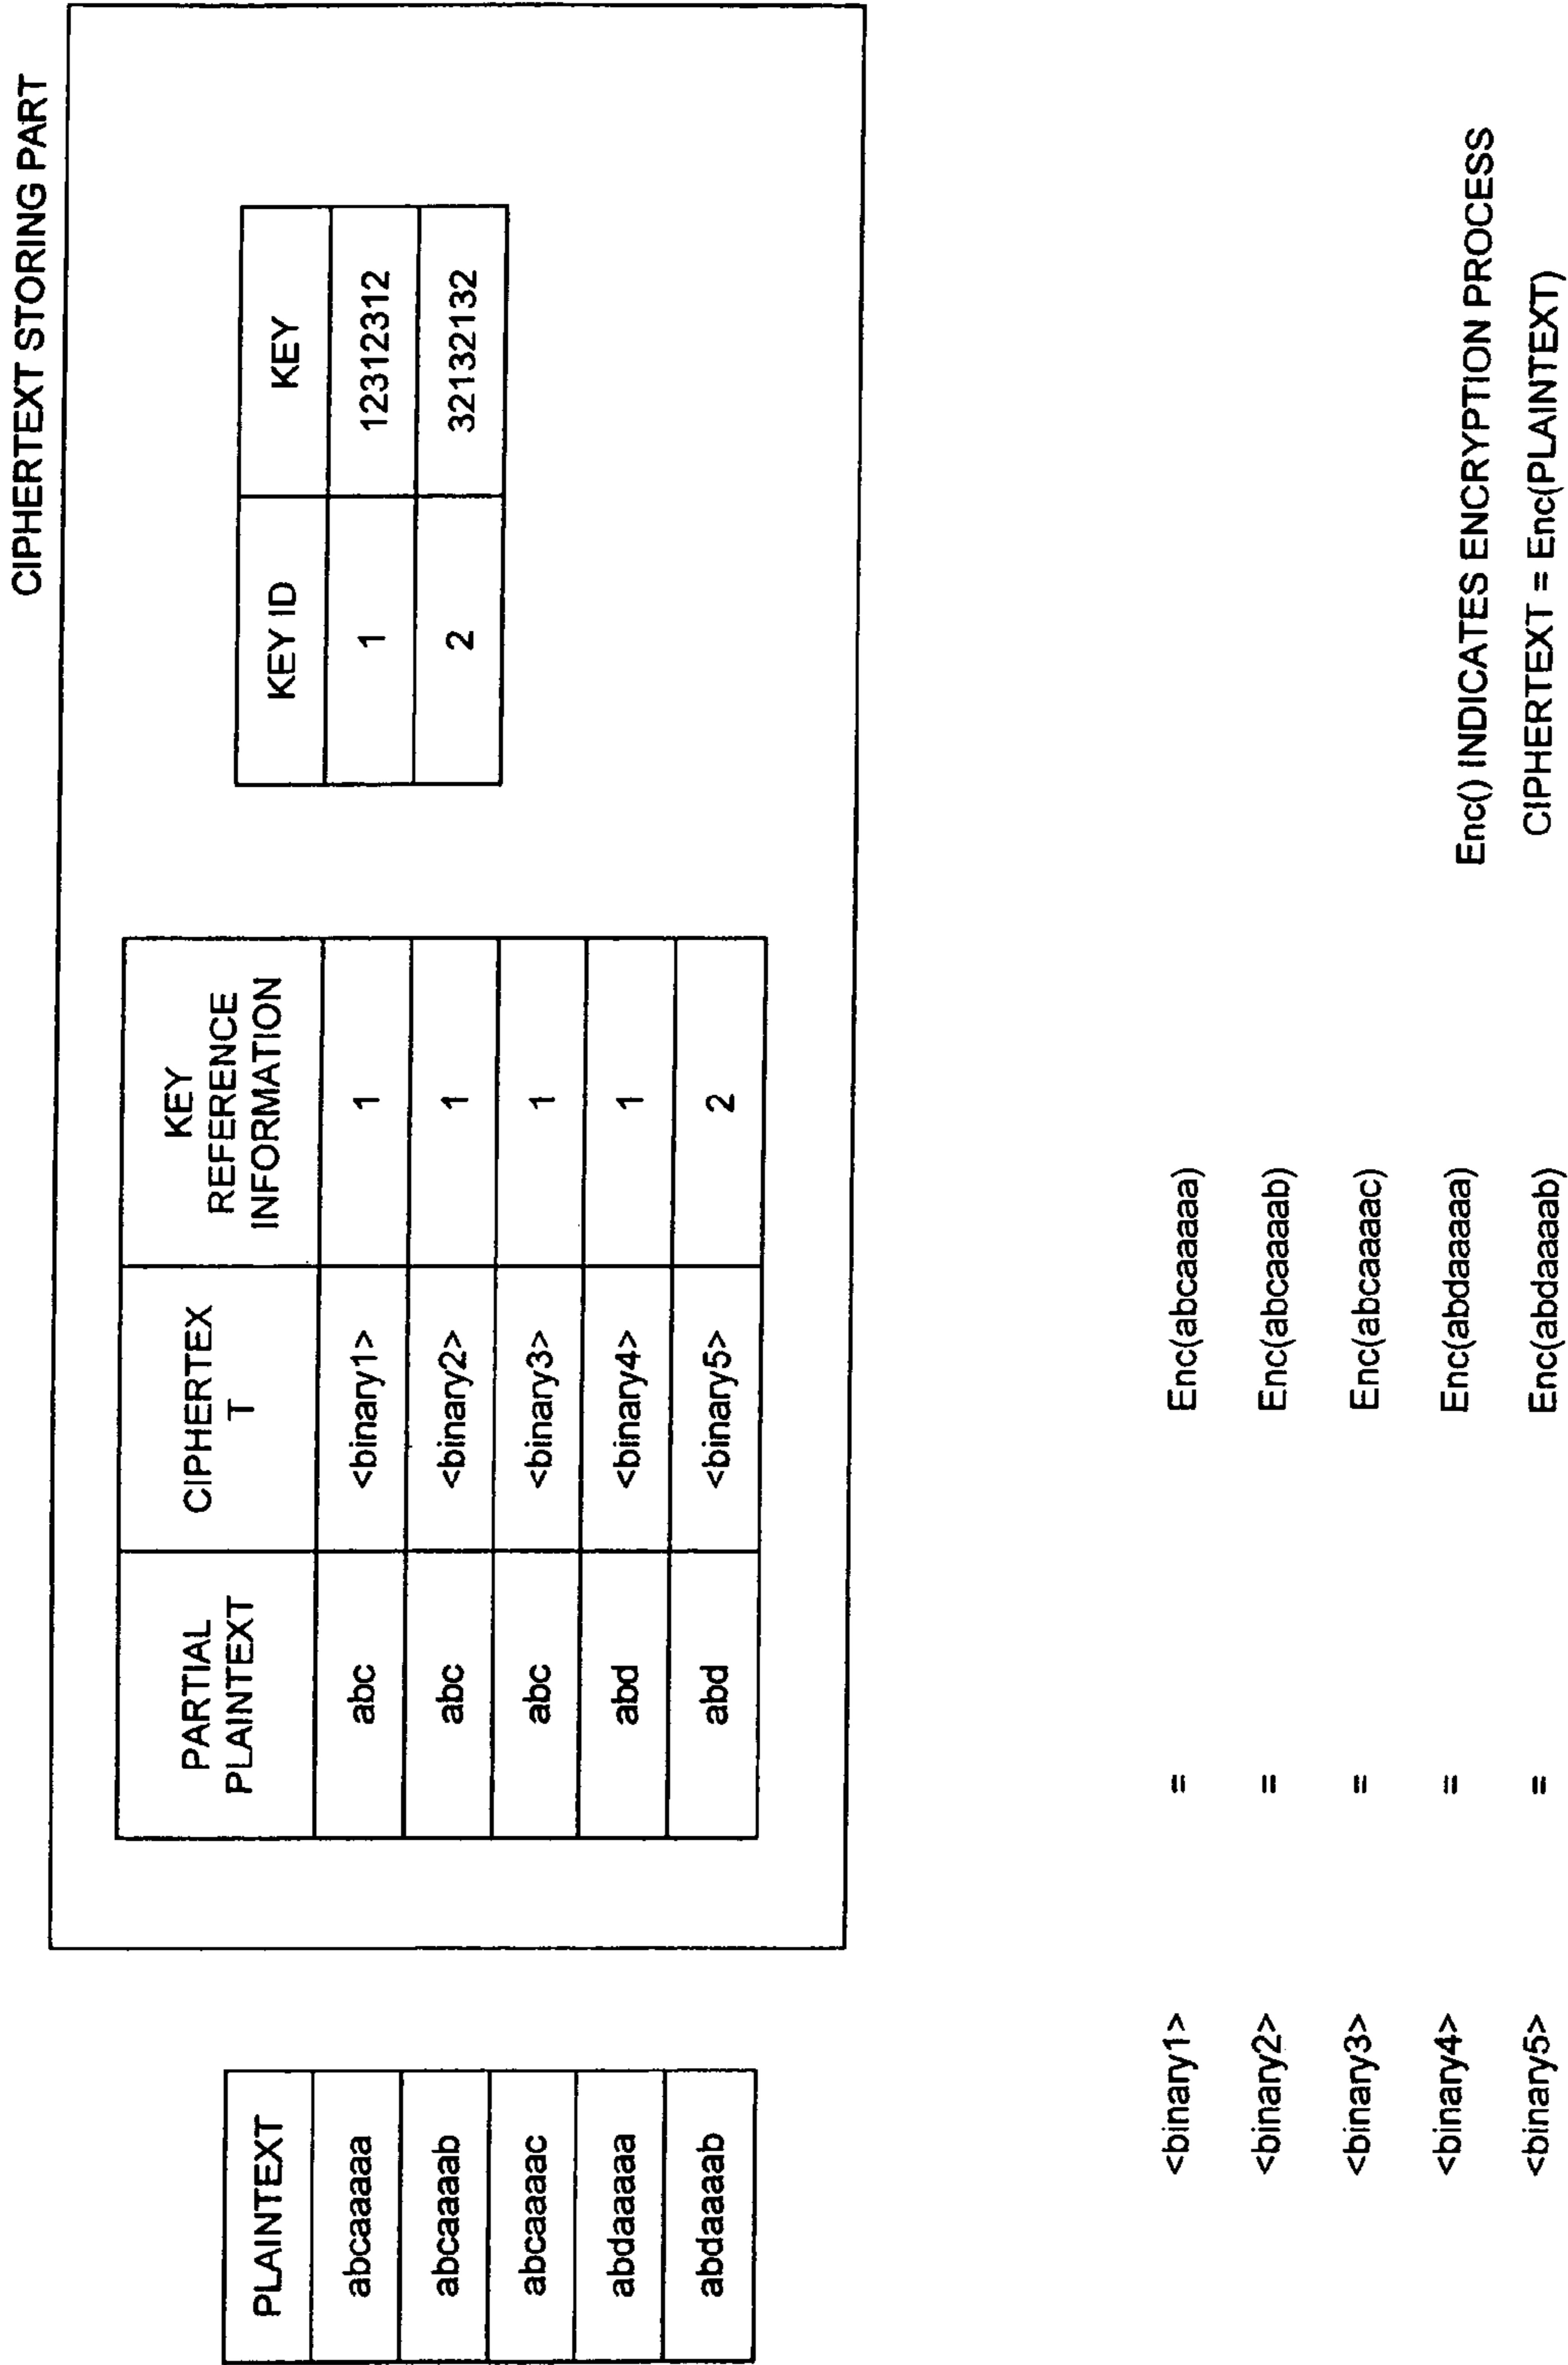 CIPHERTEXT STORING PART
PLAINTEXT
abcaaaaa
abcaaaab
abcaaaac
abdaaaaa
abdaaaab
PARTIAL
PLAINTEXT
CIPHERTEX
T
KEY
REFERENCE
INFORMATION
abc <binary1> 1
abc <binary2> 1
abc <binary3> 1
abd <binary4> 1
abd <binary5> 2
KEY ID KEY
1 12312312
2 32132132
<binary1> = Enc(abcaaaaa)
<binary2> = Enc(abcaaaab)
<binary3> = Enc(abcaaaac)
<binary4> = Enc(abdaaaaa)
<binary5> = Enc(abdaaaab)
Enc() INDICATES ENCRYPTION PROCESS
CIPHERTEXT = Enc(PLAINTEXT)